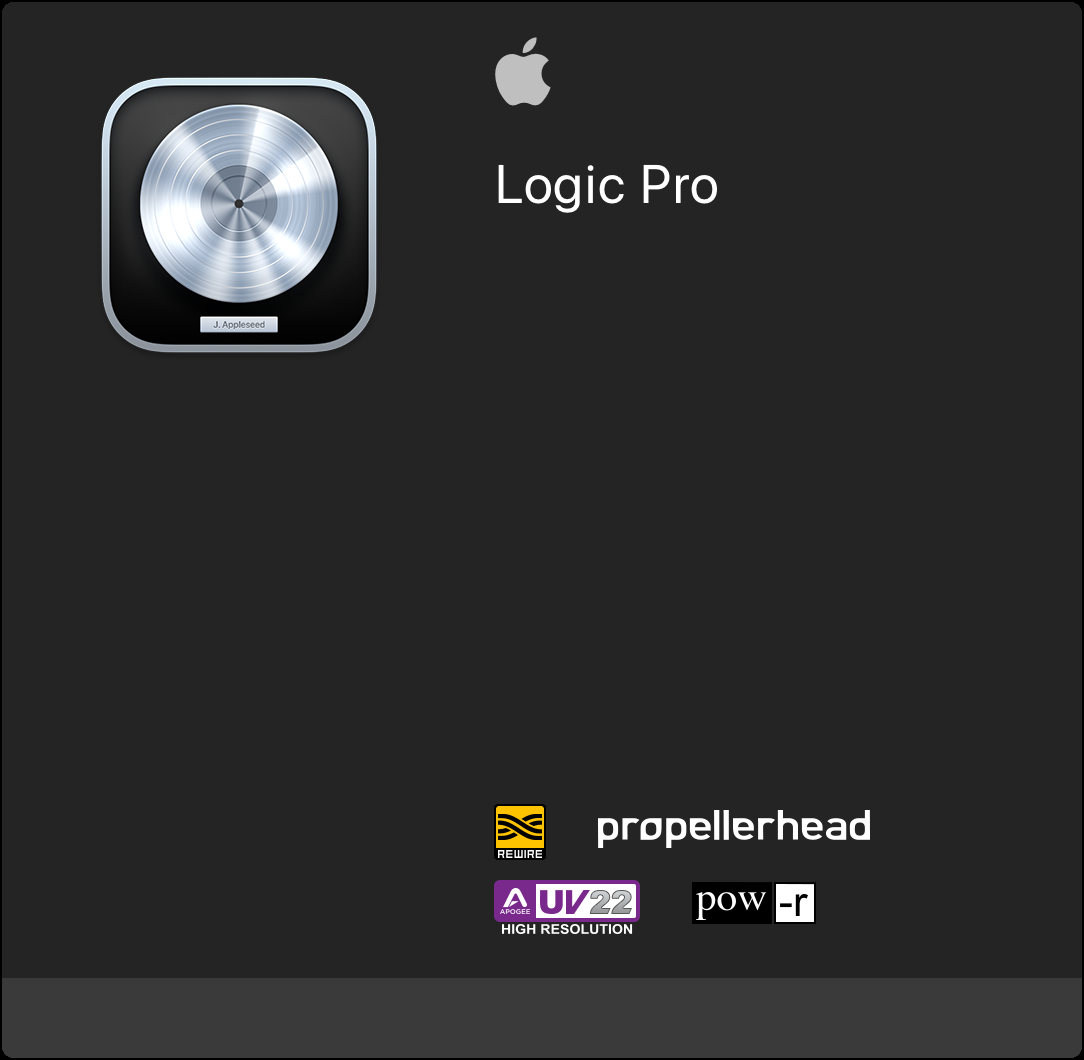 Logic Pro
J. Appleseed
propellerhead
REWIRE
APOGEE UV22
HIGH RESOLUTION
pow-r